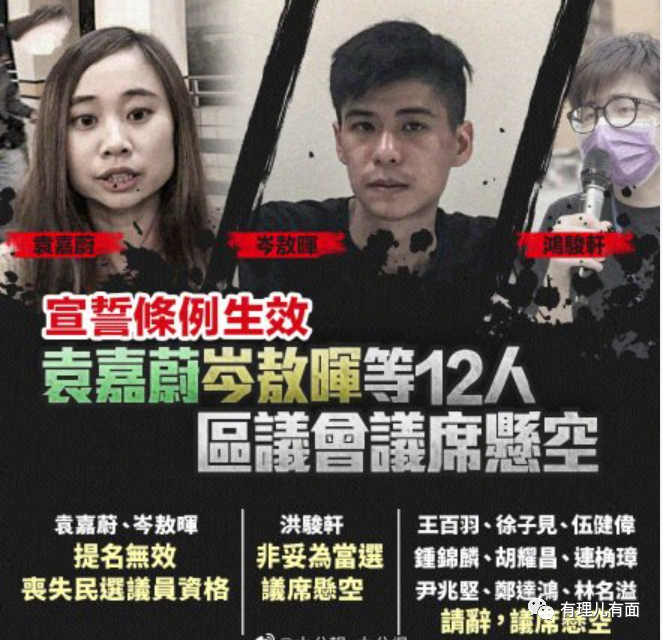 袁嘉蔚
岑敖暉
鴻駿軒
宣誓條例生效
袁嘉蔚岑敖暉等12人
區議會議席懸空
袁嘉蔚、岑敖暉
提名無效
喪失民選議員資格
洪駿軒
非妥為當選
議席懸空
王百羽、徐子見、伍健偉
鍾錦麟、胡耀昌、連桷璋
尹兆堅、鄭達鴻、林名溢
請辭，議席懸空
有理儿有面